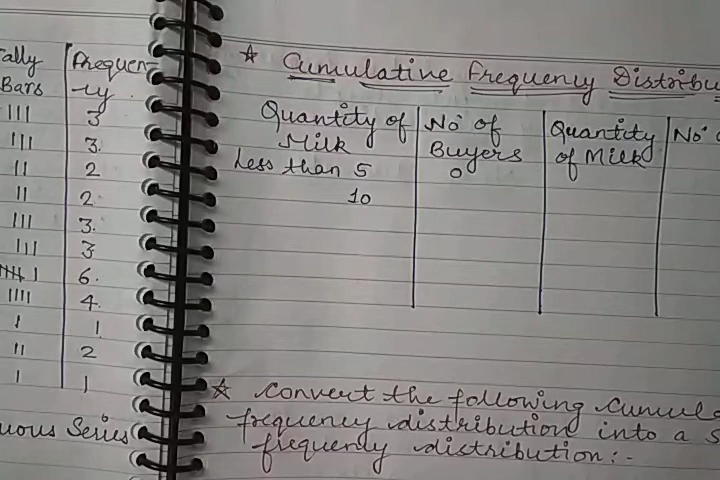 Tally Frequen-
Bars cy
||| 3
||| 3.
|| 2
|| 2.
||| 3.
||| 3
|||| | 6.
|||| 4.
| 1
|| 2
| 1
uous Series
☆ Cumulative Frequency Distribu
Quantity of Milk No of Buyers Quantity of Milk No
Less than 5 0
10
☆ Convert the following cumul
frequency distribution into a s
frequency distribution:-